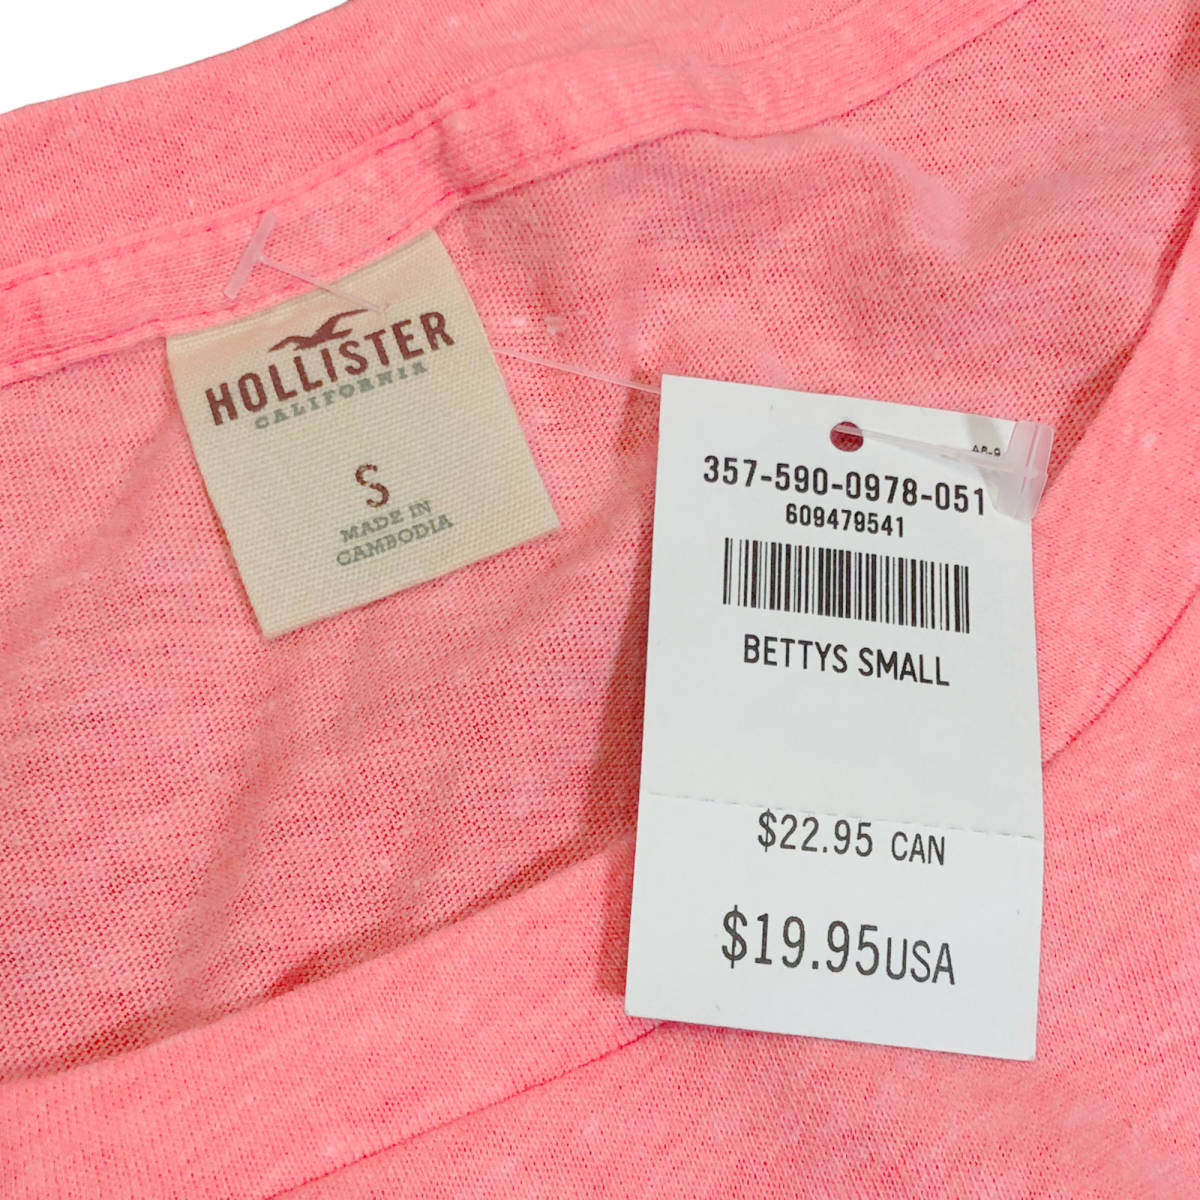 HOLLISTER
CALIFORNIA
S
MADE IN
CAMBODIA
357-590-0978-051
609479541
BETTYS SMALL
$22.95 CAN
$19.95USA